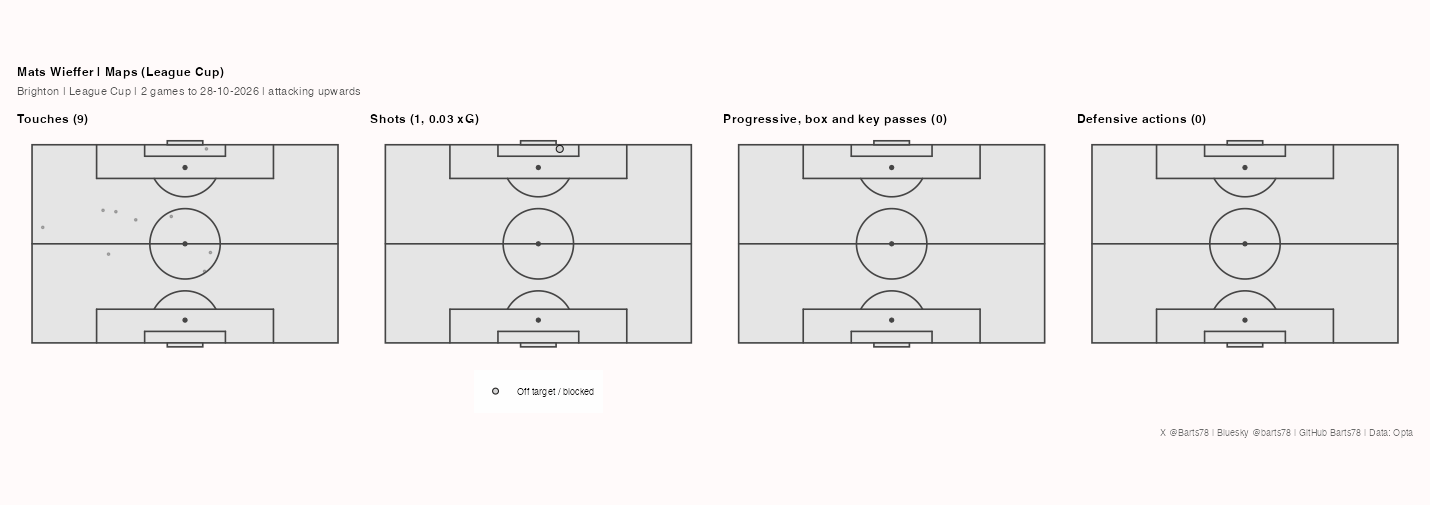 Mats Wieffer | Maps (League Cup)
Brighton | League Cup | 2 games to 28-10-2026 | attacking upwards
Touches (9)
Shots (1, 0.03 xG)
Progressive, box and key passes (0)
Defensive actions (0)
Off target / blocked
X @Barts78 | Bluesky @barts78 | GitHub Barts78 | Data: Opta